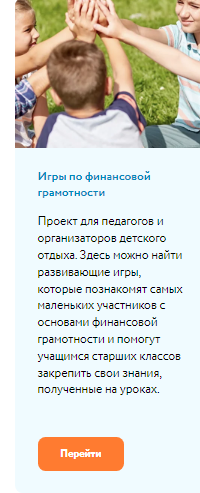 Игры по финансовой
грамотности
Проект для педагогов и
организаторов детского
отдыха. Здесь можно найти
развивающие игры,
которые познакомят самых
маленьких участников с
основами финансовой
грамотности и помогут
учащимся старших классов
закрепить свои знания,
полученные на уроках.
Перейти